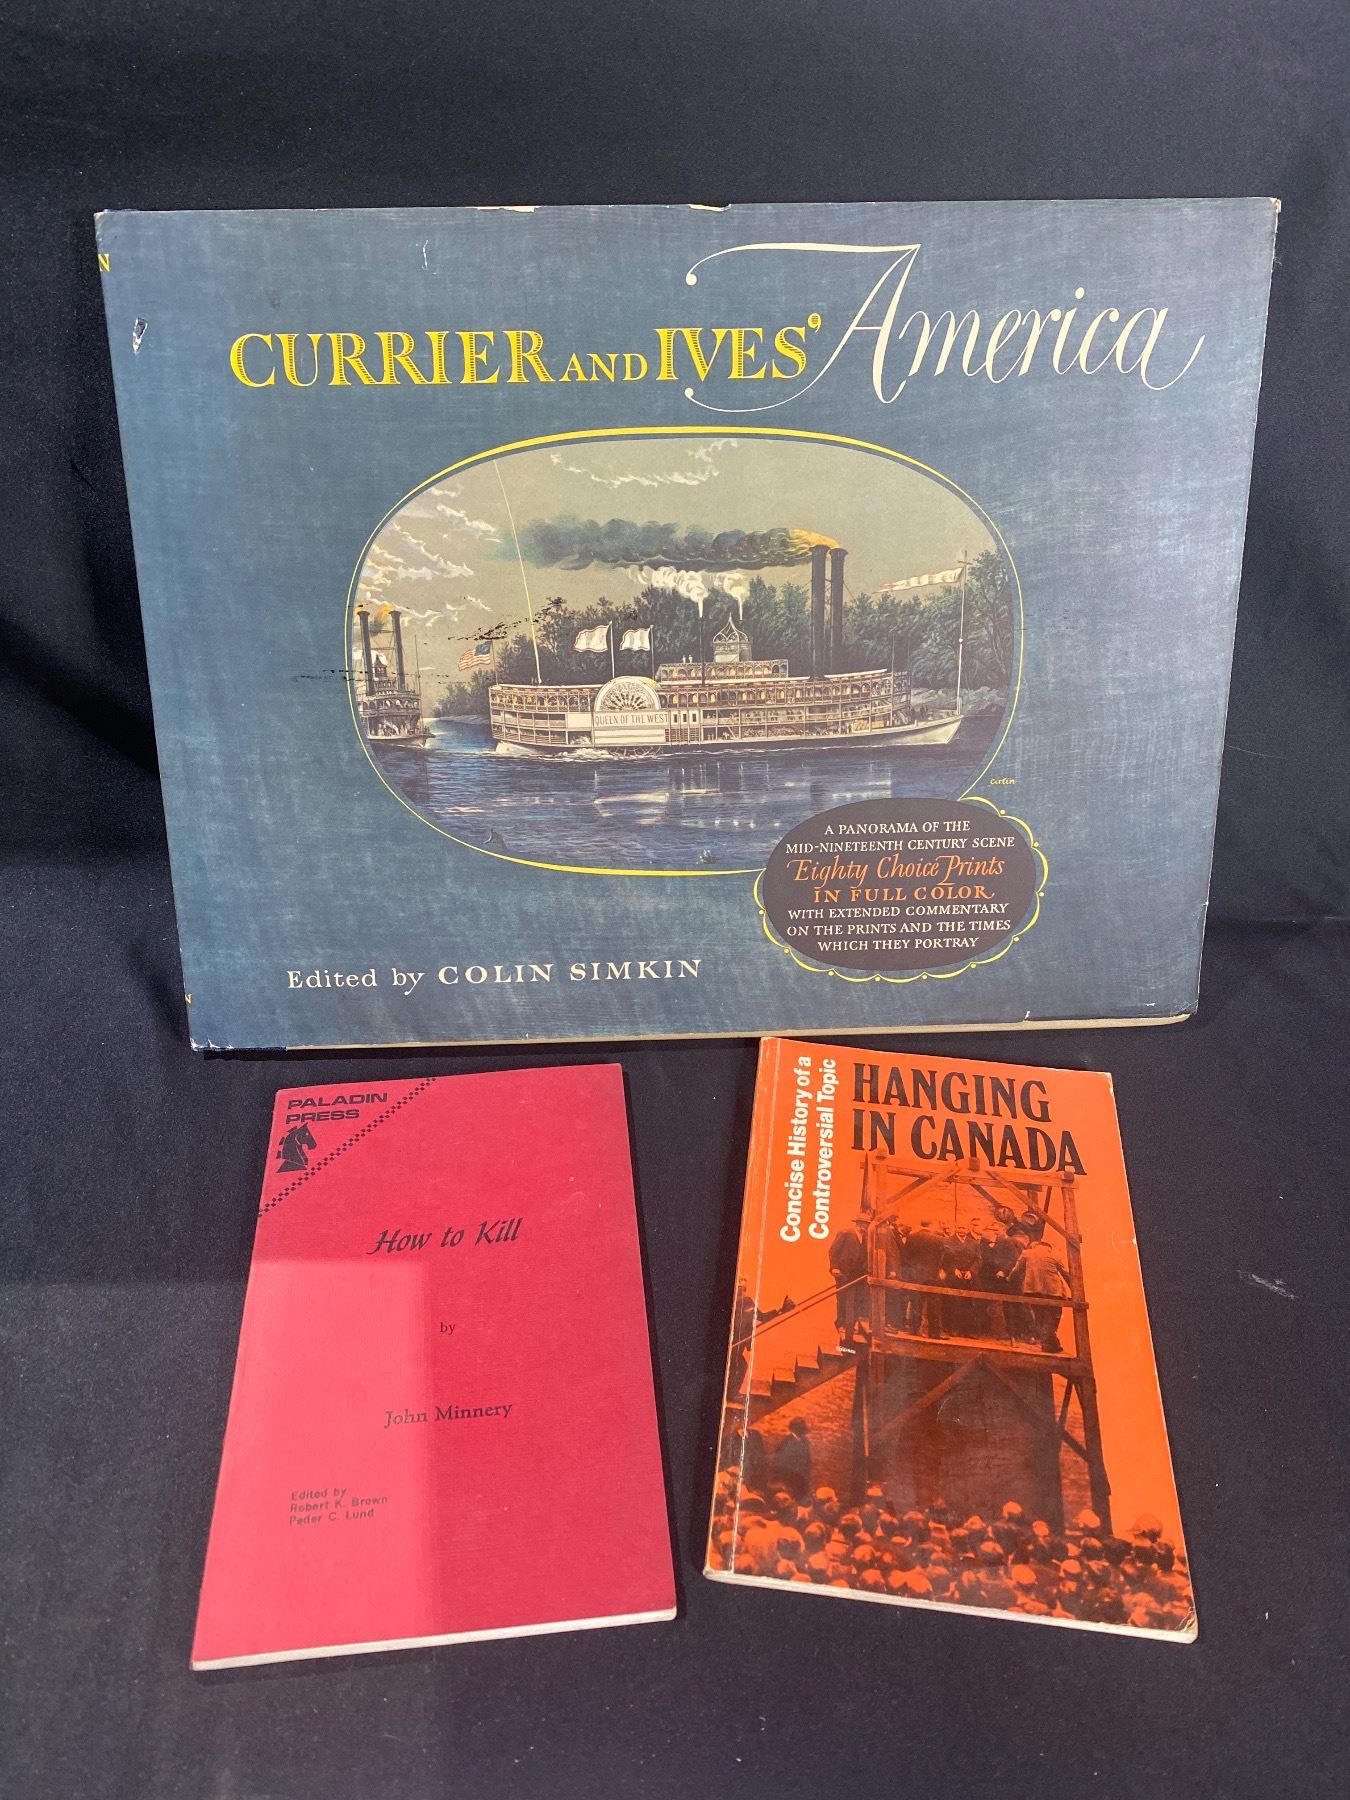 N
CURRIER AND IVES' America
QUEEN OF THE WEST
Cirlin
A PANORAMA OF THE
MID-NINETEENTH CENTURY SCENE
Eighty Choice Prints
IN FULL COLOR
WITH EXTENDED COMMENTARY
ON THE PRINTS AND THE TIMES
WHICH THEY PORTRAY
Edited by COLIN SIMKIN
N
PALADIN
PRESS
How to Kill
by
John Minnery
Edited by
Robert K. Brown
Peder C. Lund
Concise History of a
Controversial Topic
HANGING
IN CANADA